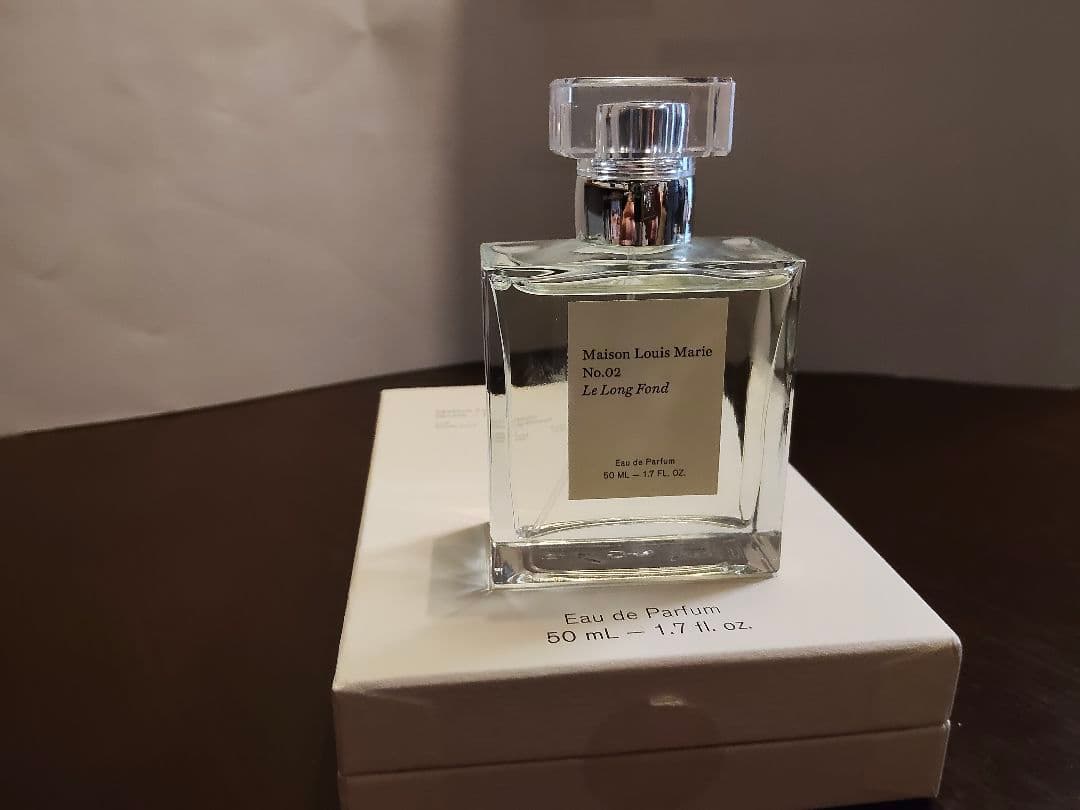 Maison Louis Marie
No.02
Le Long Fond
Eau de Parfum
50 ML — 1.7 FL. OZ.
Eau de Parfum
50 mL — 1.7 fl. oz.